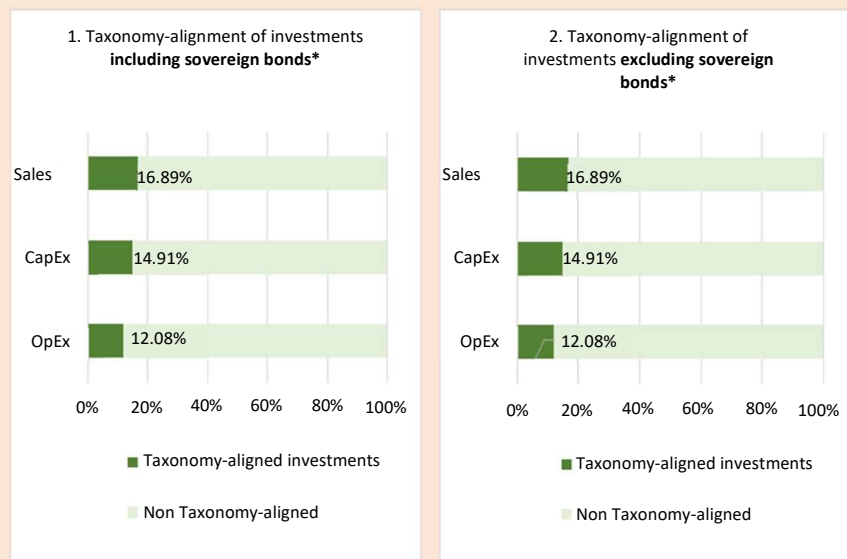 1. Taxonomy-alignment of investments
including sovereign bonds*
Sales
16.89%
CapEx
14.91%
OpEx
12.08%
0% 20% 40% 60% 80% 100%
Taxonomy-aligned investments
Non Taxonomy-aligned
2. Taxonomy-alignment of
investments excluding sovereign
bonds*
Sales
16.89%
CapEx
14.91%
OpEx
12.08%
0% 20% 40% 60% 80% 100%
Taxonomy-aligned investments
Non Taxonomy-aligned